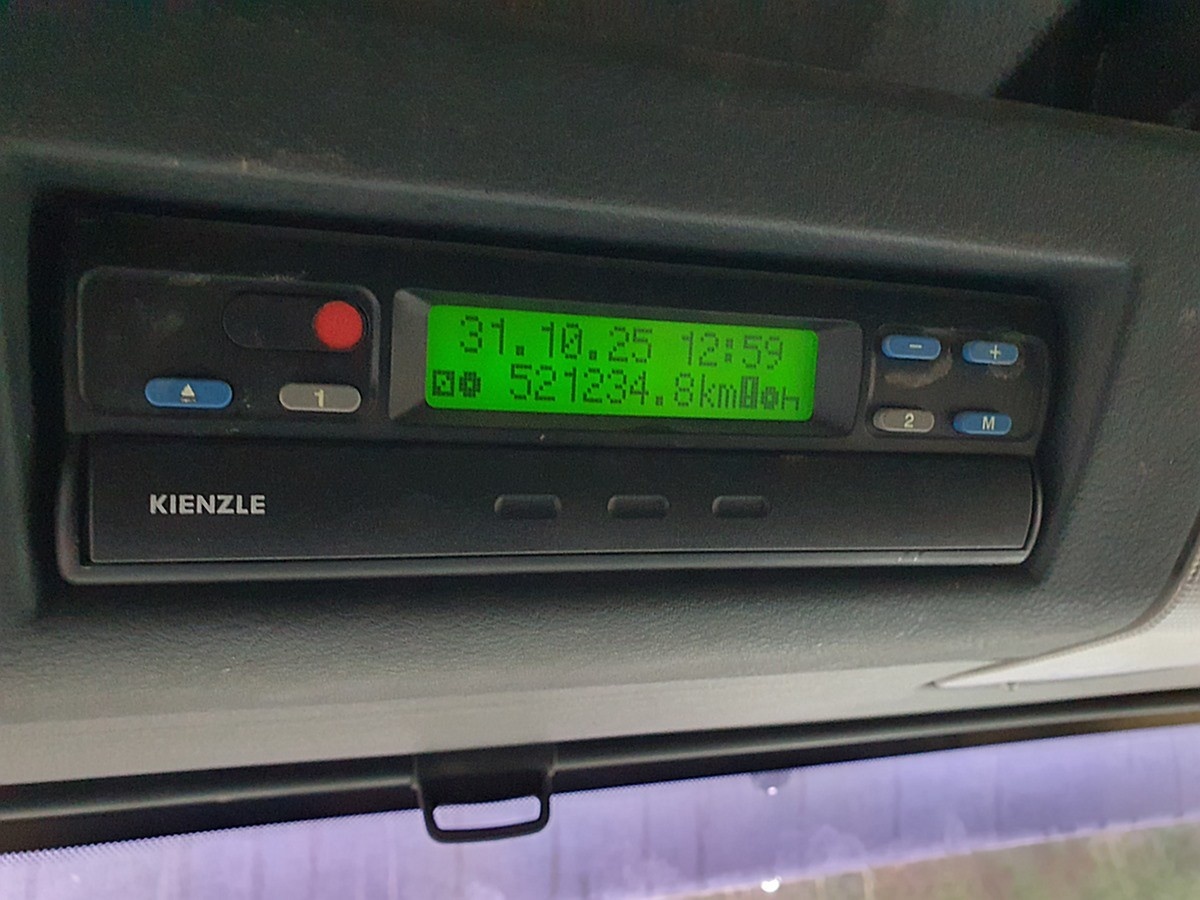 31.10.25 12:59
521234.8km h
1
- +
2 M
KIENZLE